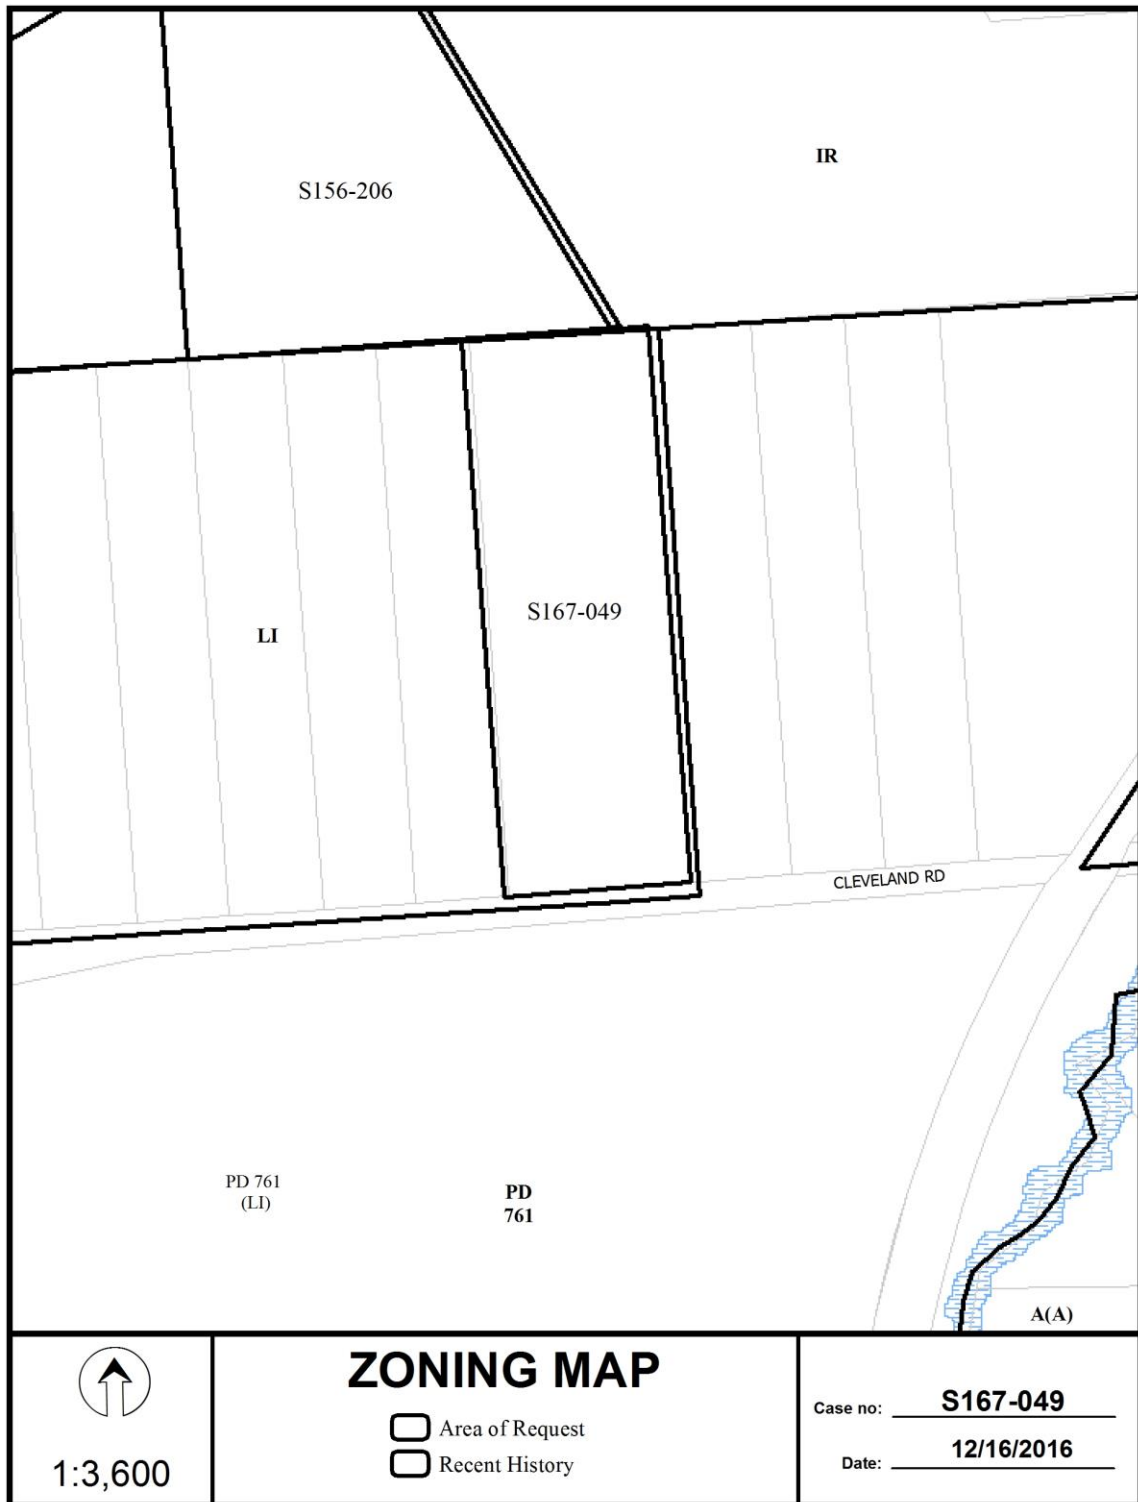 IR
S156-206
S167-049
LI
CLEVELAND RD
PD 761
(LI)
PD
761
A(A)
1:3,600
ZONING MAP
Area of Request
Recent History
Case no: S167-049
Date: 12/16/2016